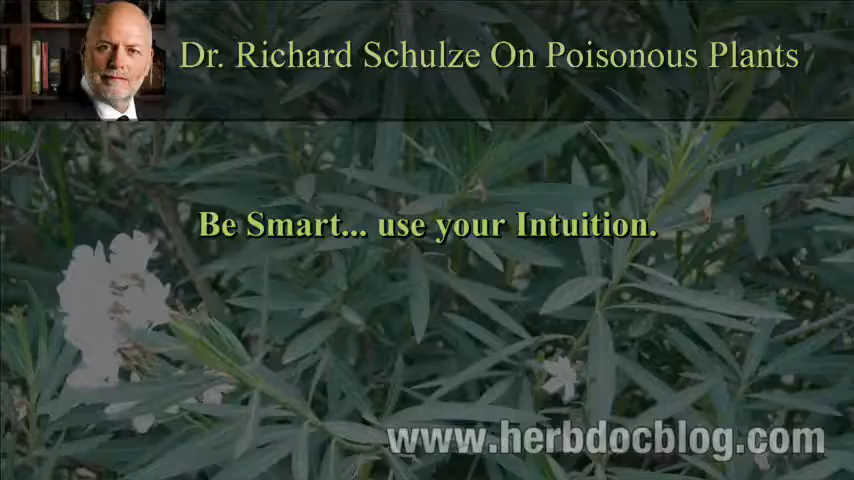 Dr. Richard Schulze On Poisonous Plants
Be Smart... use your Intuition.
www.herbdocblog.com